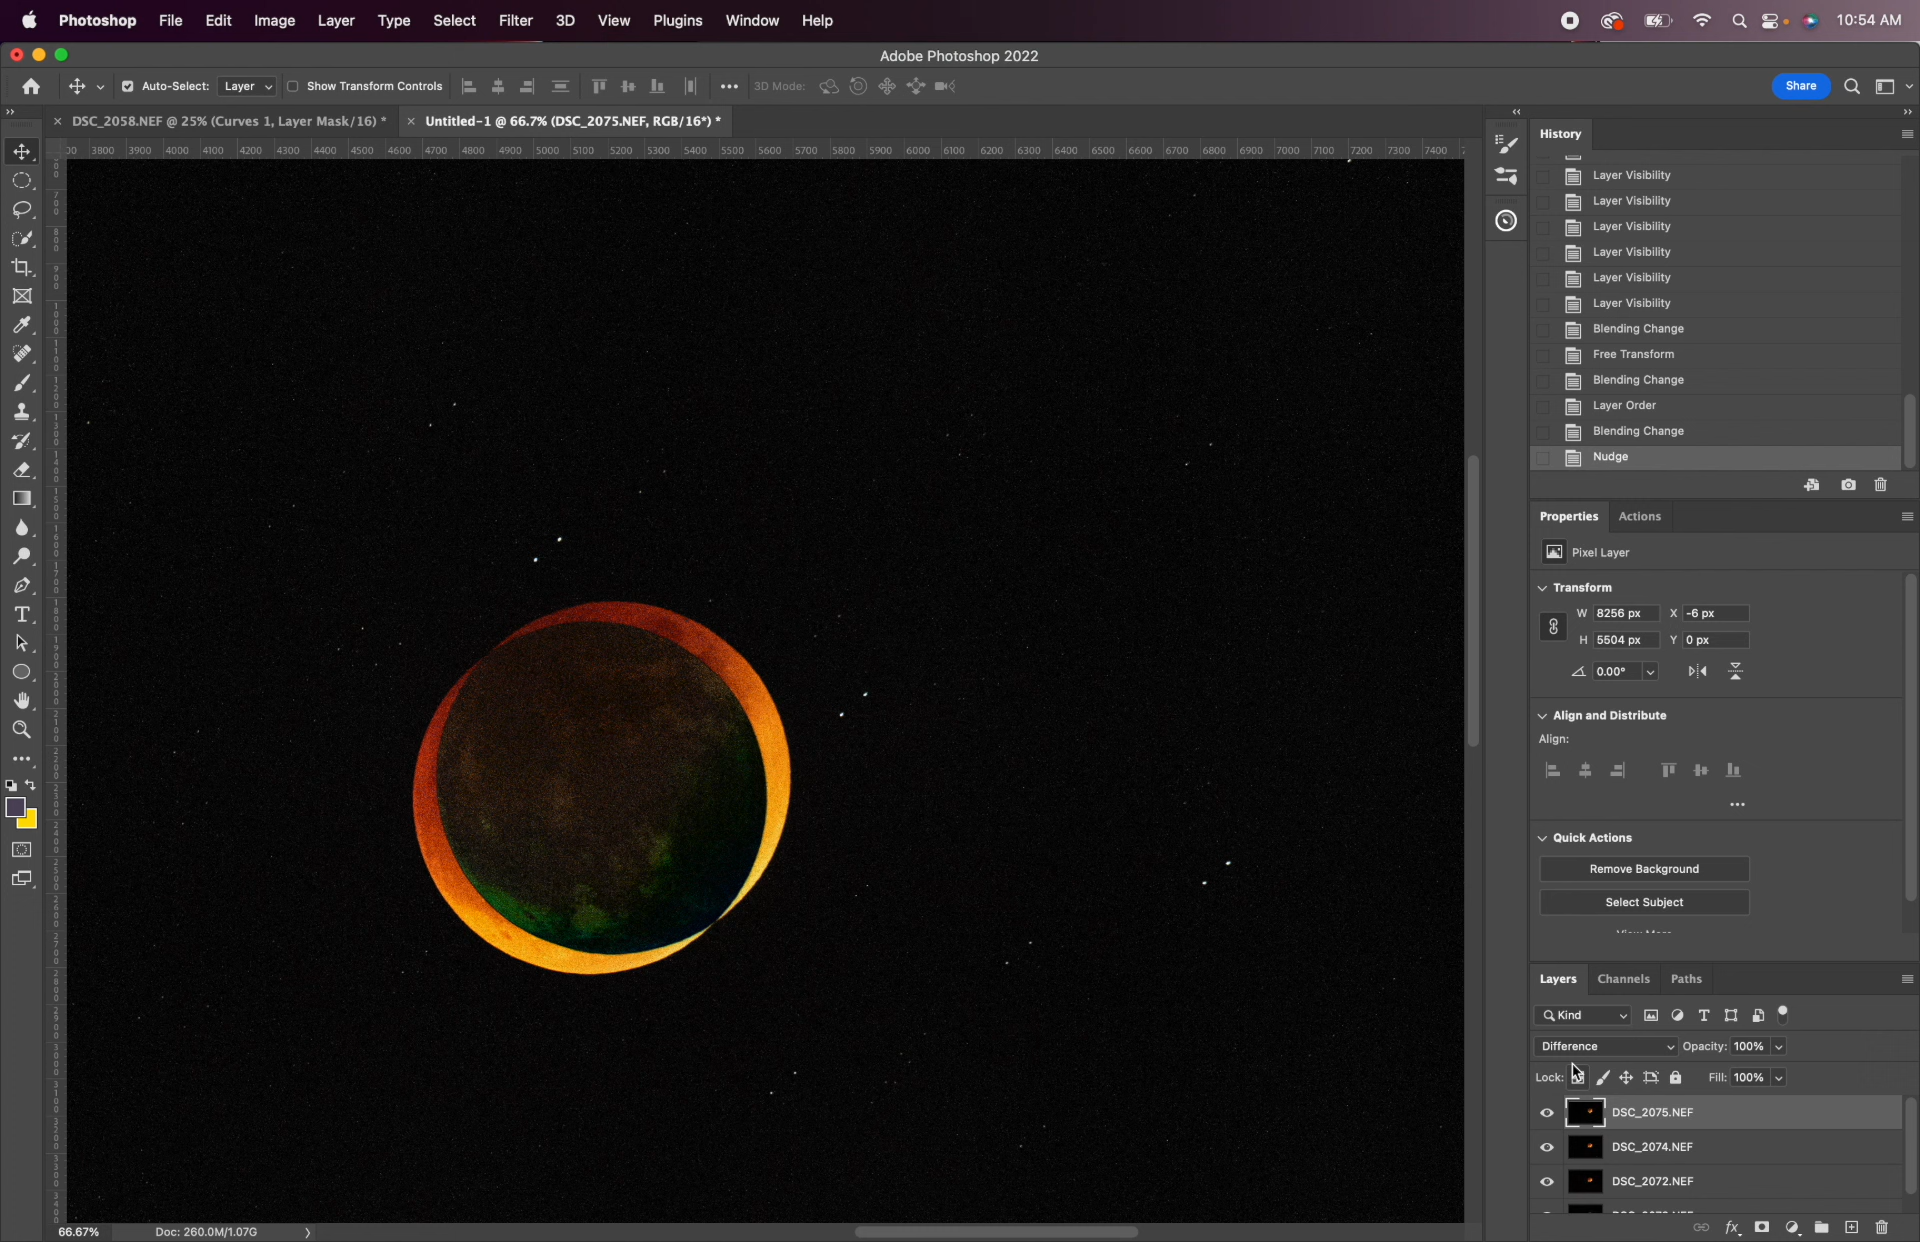 Photoshop File Edit Image Layer Type Select Filter 3D View Plugins Window Help 10:54 AM
Adobe Photoshop 2022
Auto-Select: Layer Show Transform Controls 3D Mode: Share
DSC_2058.NEF @ 25% (Curves 1, Layer Mask/16) * Untitled-1 @ 66.7% (DSC_2075.NEF, RGB/16*) *
3800 3900 4000 4100 4200 4300 4400 4500 4600 4700 4800 4900 5000 5100 5200 5300 5400 5500 5600 5700 5800 5900 6000 6100 6200 6300 6400 6500 6600 6700 6800 6900 7000 7100 7200 7300 7400
History
Layer Visibility
Layer Visibility
Layer Visibility
Layer Visibility
Layer Visibility
Layer Visibility
Blending Change
Free Transform
Blending Change
Layer Order
Blending Change
Nudge
Properties Actions
Pixel Layer
Transform
W 8256 px X -6 px
H 5504 px Y 0 px
0.00°
Align and Distribute
Align:
Quick Actions
Remove Background
Select Subject
Layers Channels Paths
Kind
Difference Opacity: 100%
Lock: Fill: 100%
DSC_2075.NEF
DSC_2074.NEF
DSC_2072.NEF
66.67% Doc: 260.0M/1.07G